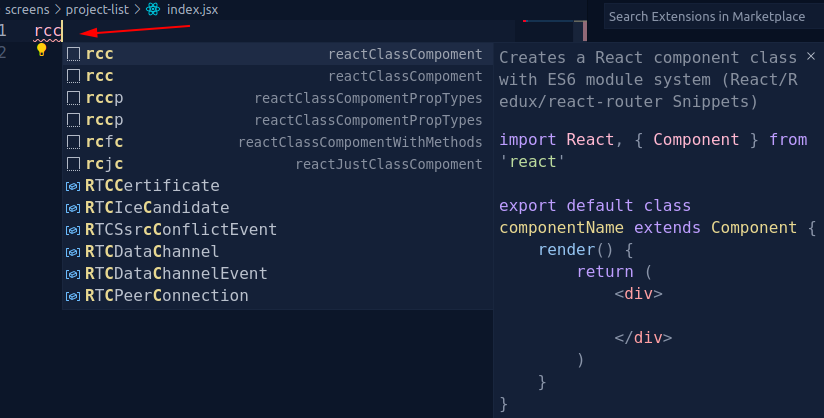 screens > project-list > index.jsx
Search Extensions in Marketplace
1 rcc
2
rcc reactClassCompoment
rcc reactClassCompoment
rccp reactClassCompomentPropTypes
rccp reactClassCompomentPropTypes
rcfc reactClassCompomentWithMethods
rcjc reactJustClassCompoment
RTCCertificate
RTCIceCandidate
RTCSsrcConflictEvent
RTCDataChannel
RTCDataChannelEvent
RTCPeerConnection
Creates a React component class
with ES6 module system (React/R
edux/react-router Snippets)
import React, { Component } from
'react'
export default class
componentName extends Component {
render() {
return (
<div>
</div>
)
}
}